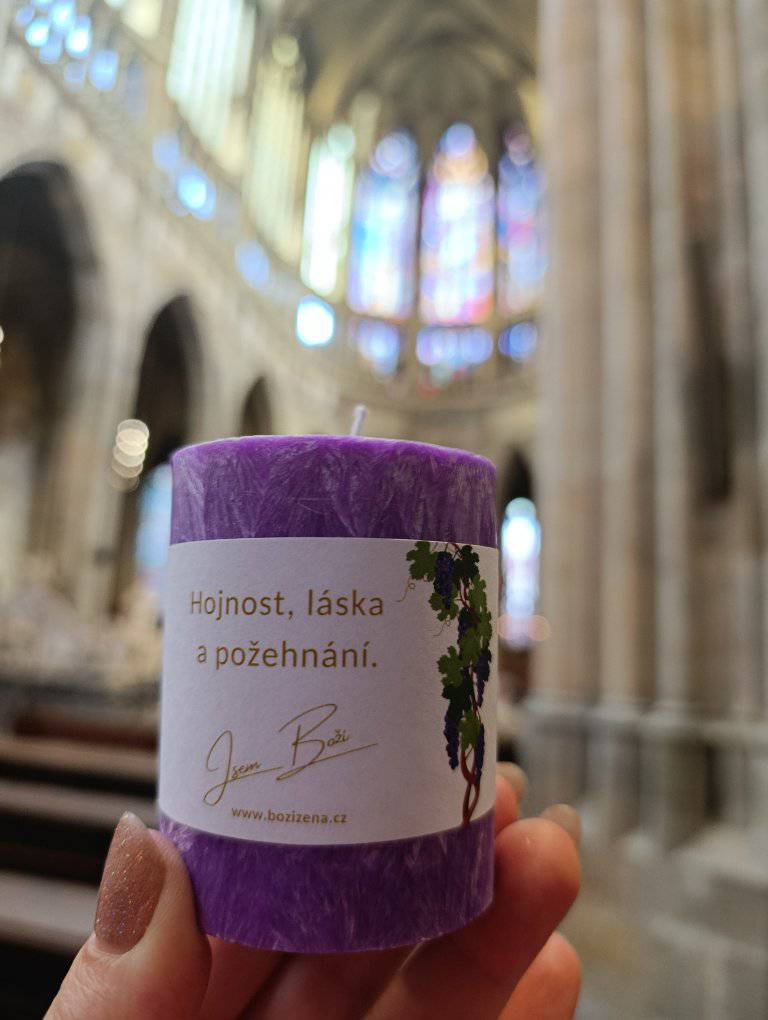 Hojnost, láska
a požehnání.
Jsem Boží
www.bozizena.cz